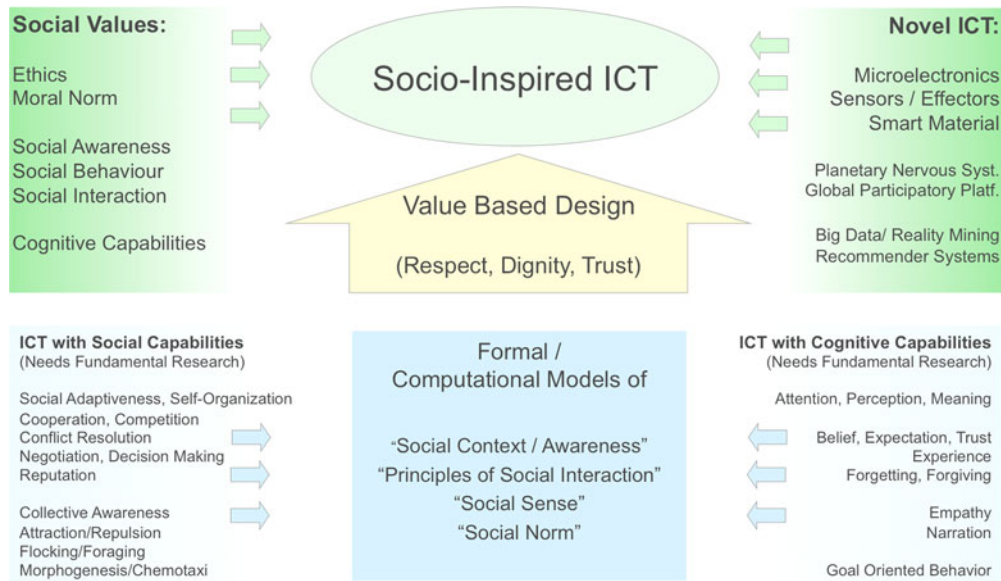 Social Values:
Ethics
Moral Norm
Social Awareness
Social Behaviour
Social Interaction
Cognitive Capabilities
Socio-Inspired ICT
Value Based Design
(Respect, Dignity, Trust)
Novel ICT:
Microelectronics
Sensors / Effectors
Smart Material
Planetary Nervous Syst.
Global Participatory Platf.
Big Data/ Reality Mining
Recommender Systems
ICT with Social Capabilities
(Needs Fundamental Research)
Social Adaptiveness, Self-Organization
Cooperation, Competition
Conflict Resolution
Negotiation, Decision Making
Reputation
Collective Awareness
Attraction/Repulsion
Flocking/Foraging
Morphogenesis/Chemotaxi
Formal /
Computational Models of
“Social Context / Awareness”
“Principles of Social Interaction”
“Social Sense”
“Social Norm”
ICT with Cognitive Capabilities
(Needs Fundamental Research)
Attention, Perception, Meaning
Belief, Expectation, Trust
Experience
Forgetting, Forgiving
Empathy
Narration
Goal Oriented Behavior